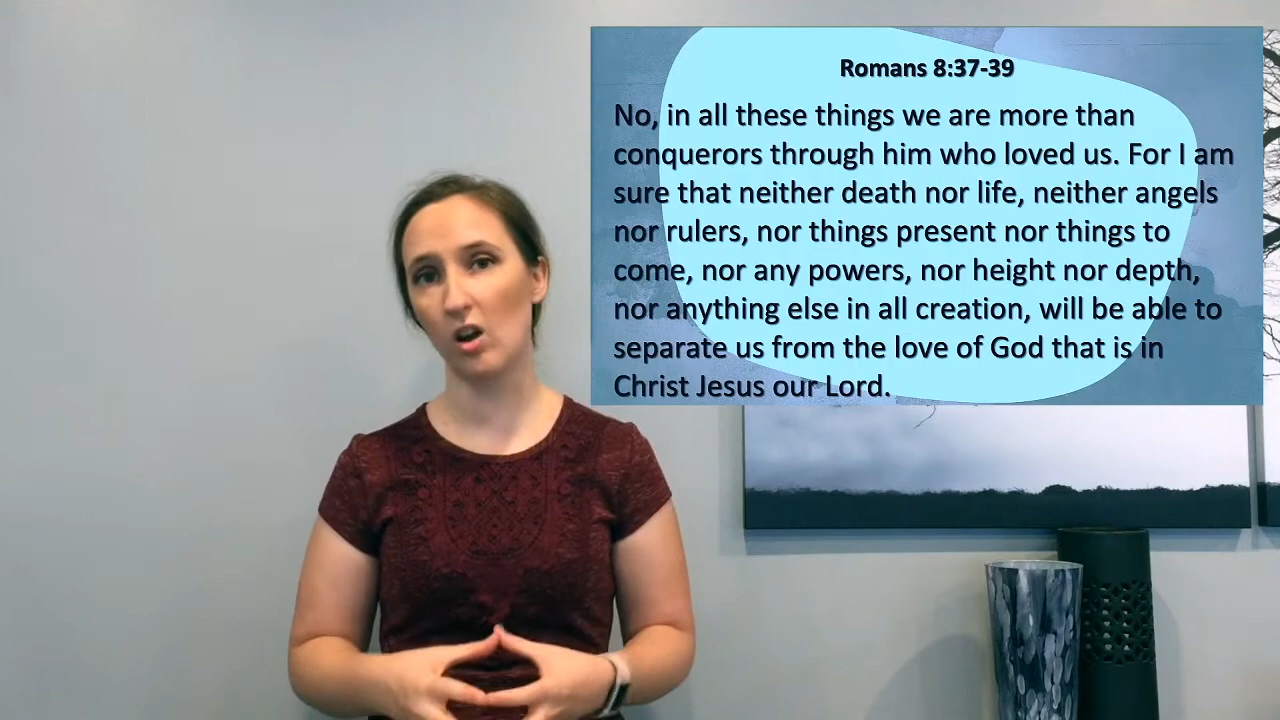 Romans 8:37-39
No, in all these things we are more than
conquerors through him who loved us. For I am
sure that neither death nor life, neither angels
nor rulers, nor things present nor things to
come, nor any powers, nor height nor depth,
nor anything else in all creation, will be able to
separate us from the love of God that is in
Christ Jesus our Lord.